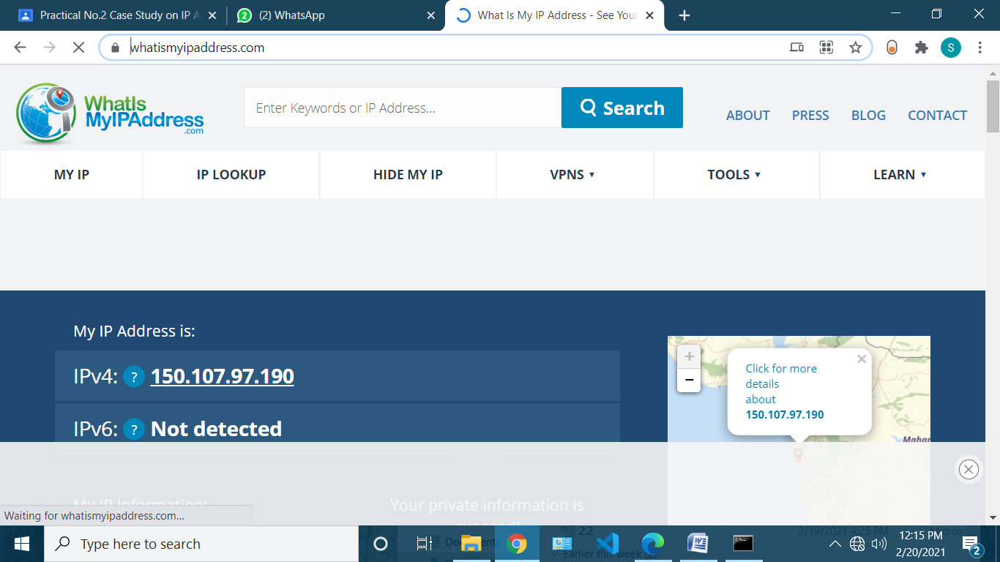 Practical No.2 Case Study on IP A
(2) WhatsApp
What Is My IP Address - See Your
whatismyipaddress.com
S
WhatIs
MyIPAddress
.com
Enter Keywords or IP Address...
Search
ABOUT
PRESS
BLOG
CONTACT
MY IP
IP LOOKUP
HIDE MY IP
VPNS
TOOLS
LEARN
My IP Address is:
IPv4: ? 150.107.97.190
IPv6: ? Not detected
Click for more
details
about
150.107.97.190
Mahar
My IP Information:
Your private information is
exposed!
Waiting for whatismyipaddress.com...
Type here to search
2.2
2/19/2021 4:25 PM
Micros
Documents
Earlier this week (2)
12:15 PM
2/20/2021
2